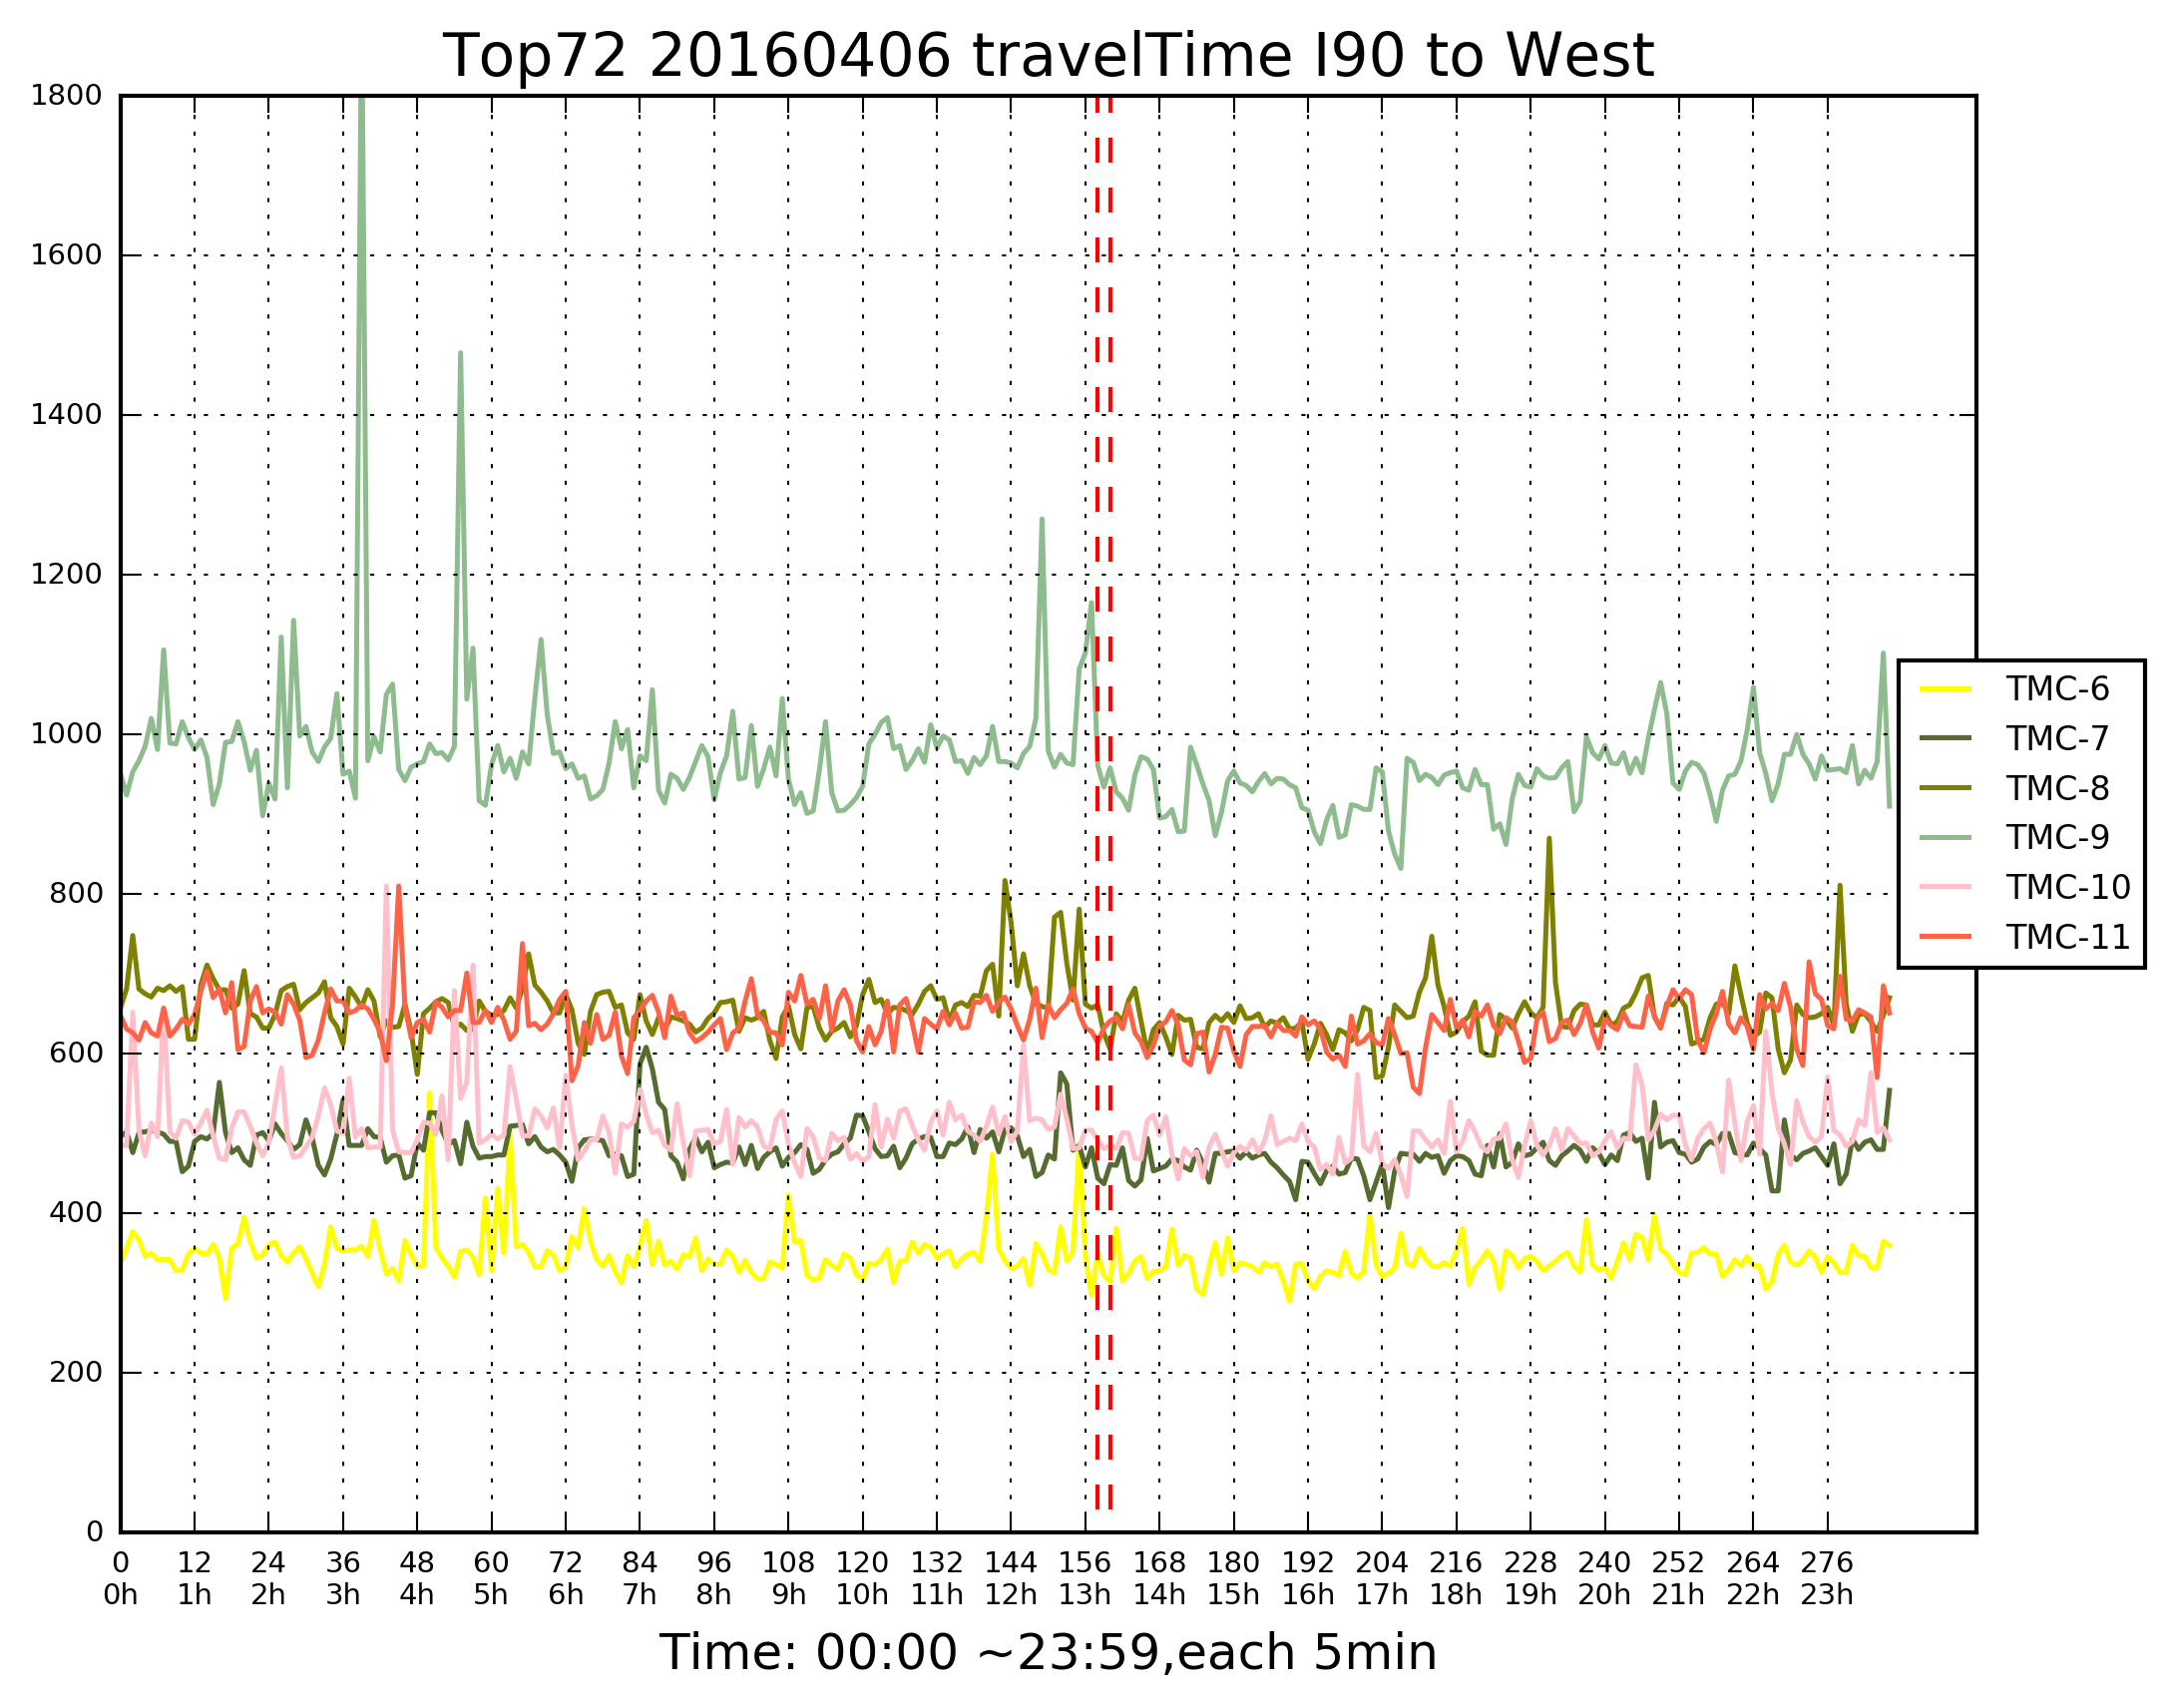 Top72 20160406 travelTime I90 to West
1800
1600
1400
1200
1000
800
600
400
200
0
TMC-6
TMC-7
TMC-8
TMC-9
TMC-10
TMC-11
0 12 24 36 48 60 72 84 96 108 120 132 144 156 168 180 192 204 216 228 240 252 264 276
0h 1h 2h 3h 4h 5h 6h 7h 8h 9h 10h 11h 12h 13h 14h 15h 16h 17h 18h 19h 20h 21h 22h 23h
Time: 00:00 ~23:59,each 5min